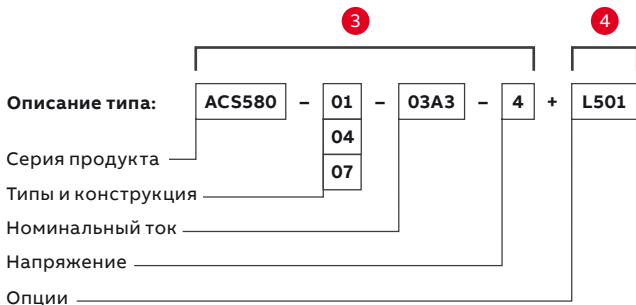 3 4
Описание типа: ACS580 – 01 – 03A3 – 4 + L501
04
07
Серия продукта
Типы и конструкция
Номинальный ток
Напряжение
Опции